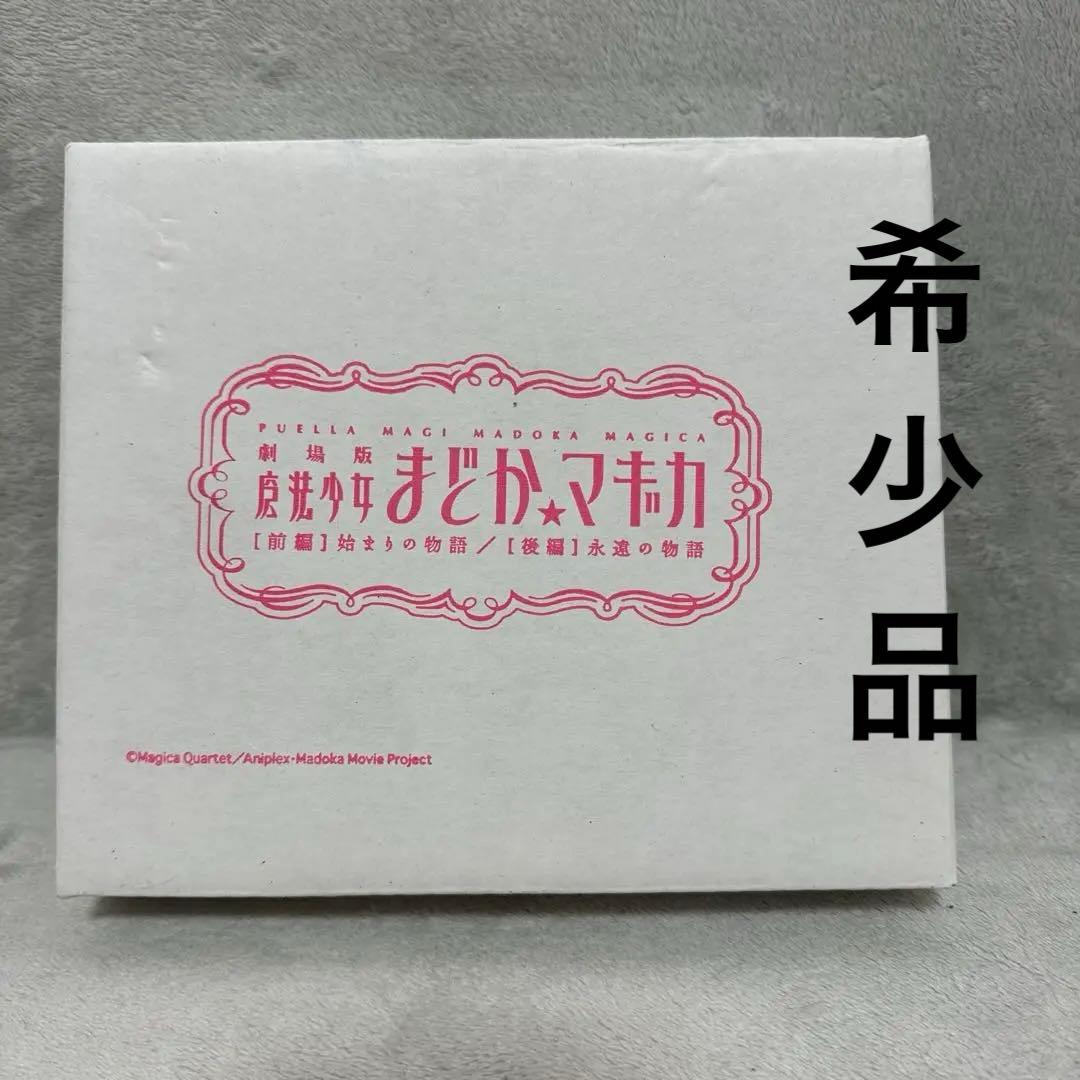 PUELLA MAGI MADOKA MAGICA
劇場版
魔法少女まどか★マギカ
[前編]始まりの物語/[後編]永遠の物語
©Magica Quartet/Aniplex・Madoka Movie Project
希少品